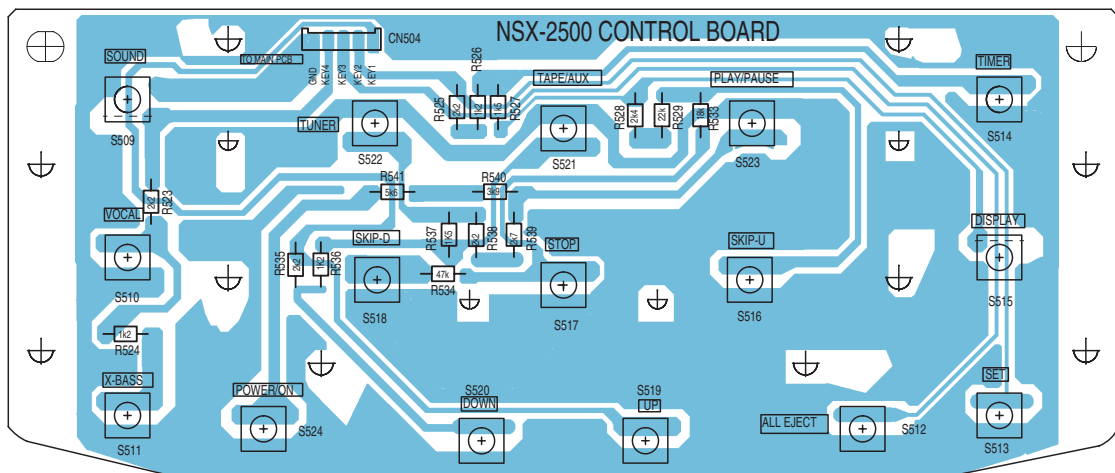 NSX-2500 CONTROL BOARD
CN504
TO MAIN PCB
GND
KEY4
KEY3
KEY2
KEY1
SOUND
S509
TUNER
S522
R525
2k2
R526
1k2
R527
1K5
TAPE/AUX
S521
R528
2k4
R529
22k
R533
18k
PLAY/PAUSE
S523
TIMER
S514
R523
2k2
R541
5k6
R540
3k9
VOCAL
S510
R535
2k2
R536
1K2
SKIP-D
S518
R537
1K5
R538
2k2
R539
2k7
R534
47k
STOP
S517
SKIP-U
S516
DISPLAY
S515
R524
1k2
X-BASS
S511
POWER/ON
S524
S520
DOWN
S519
UP
ALL EJECT
S512
SET
S513